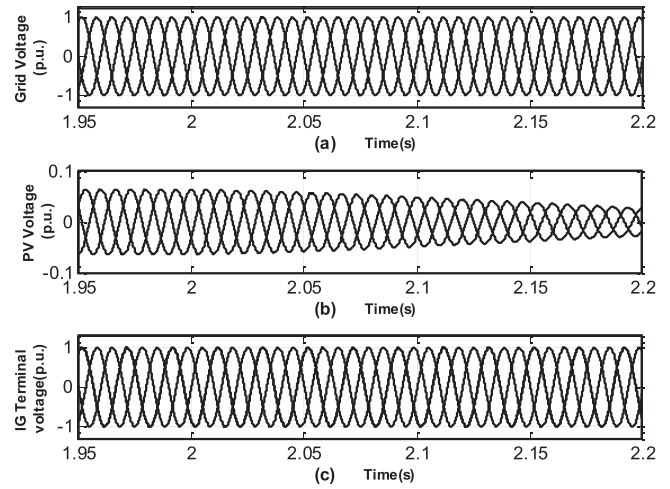 Grid Voltage
(p.u.)
1
0
-1
1.95
2
2.05
2.1
2.15
2.2
(a)
Time(s)
PV Voltage
(p.u.)
0.1
0
-0.1
1.95
2
2.05
2.1
2.15
2.2
(b)
Time(s)
IG Terminal
voltage(p.u.)
1
0
-1
1.95
2
2.05
2.1
2.15
2.2
(c)
Time(s)